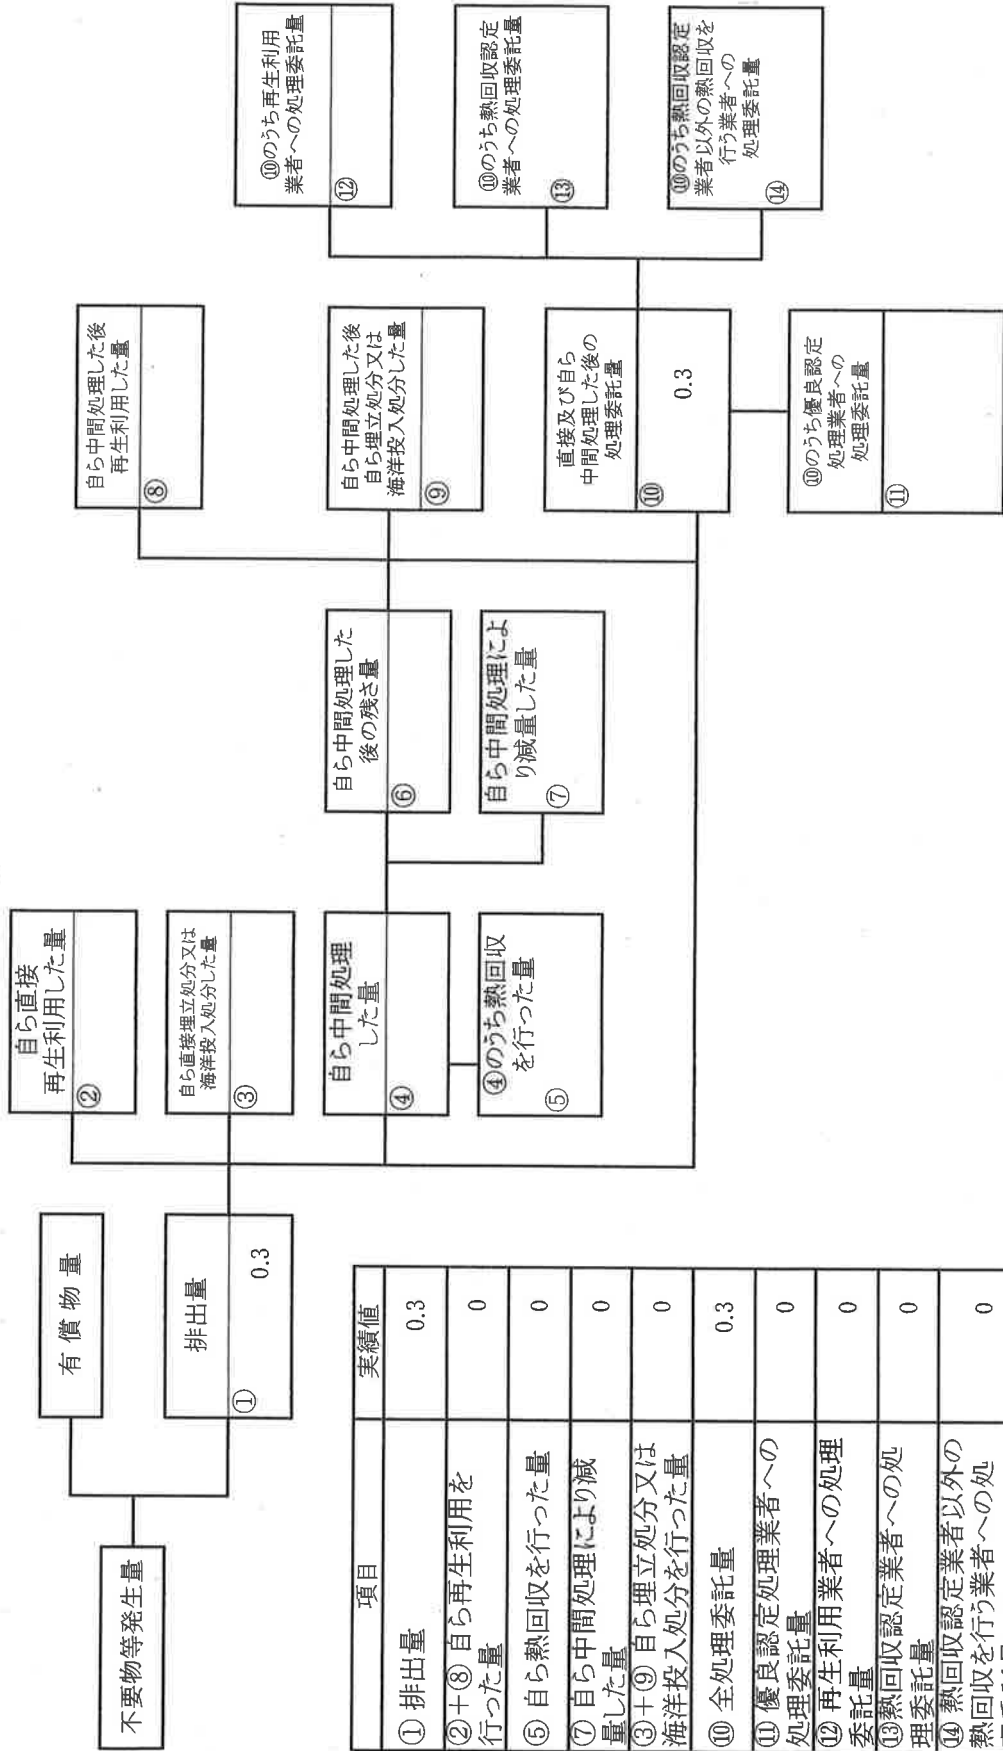 不要物等発生量
有償物量
排出量
①
0.3
自ら直接
再生利用した量
②
自ら直接埋立処分又は
海洋投入処分した量
③
自ら中間処理
した量
④
④のうち熱回収
を行った量
⑤
自ら中間処理した
後の残さ量
⑥
自ら中間処理によ
り減量した量
⑦
自ら中間処理した後
再生利用した量
⑧
自ら中間処理した後
自ら埋立処分又は
海洋投入処分した量
⑨
直接及び自ら
中間処理した後の
処理委託量
⑩
0.3
⑩のうち優良認定
処理業者への
処理委託量
⑪
⑩のうち再生利用
業者への処理委託量
⑫
⑩のうち熱回収認定
業者への処理委託量
⑬
⑩のうち熱回収認定
業者以外の熱回収を
行う業者への
処理委託量
⑭
項目 実績値
①排出量 0.3
②+⑧自ら再生利用を
行った量 0
⑤自ら熱回収を行った量 0
⑦自ら中間処理により減
量した量 0
③+⑨自ら埋立処分又は
海洋投入処分を行った量 0
⑩全処理委託量 0.3
⑪優良認定処理業者への
処理委託量 0
⑫再生利用業者への処理
委託量 0
⑬熱回収認定業者への処
理委託量 0
⑭熱回収認定業者以外の
熱回収を行う業者への処 0